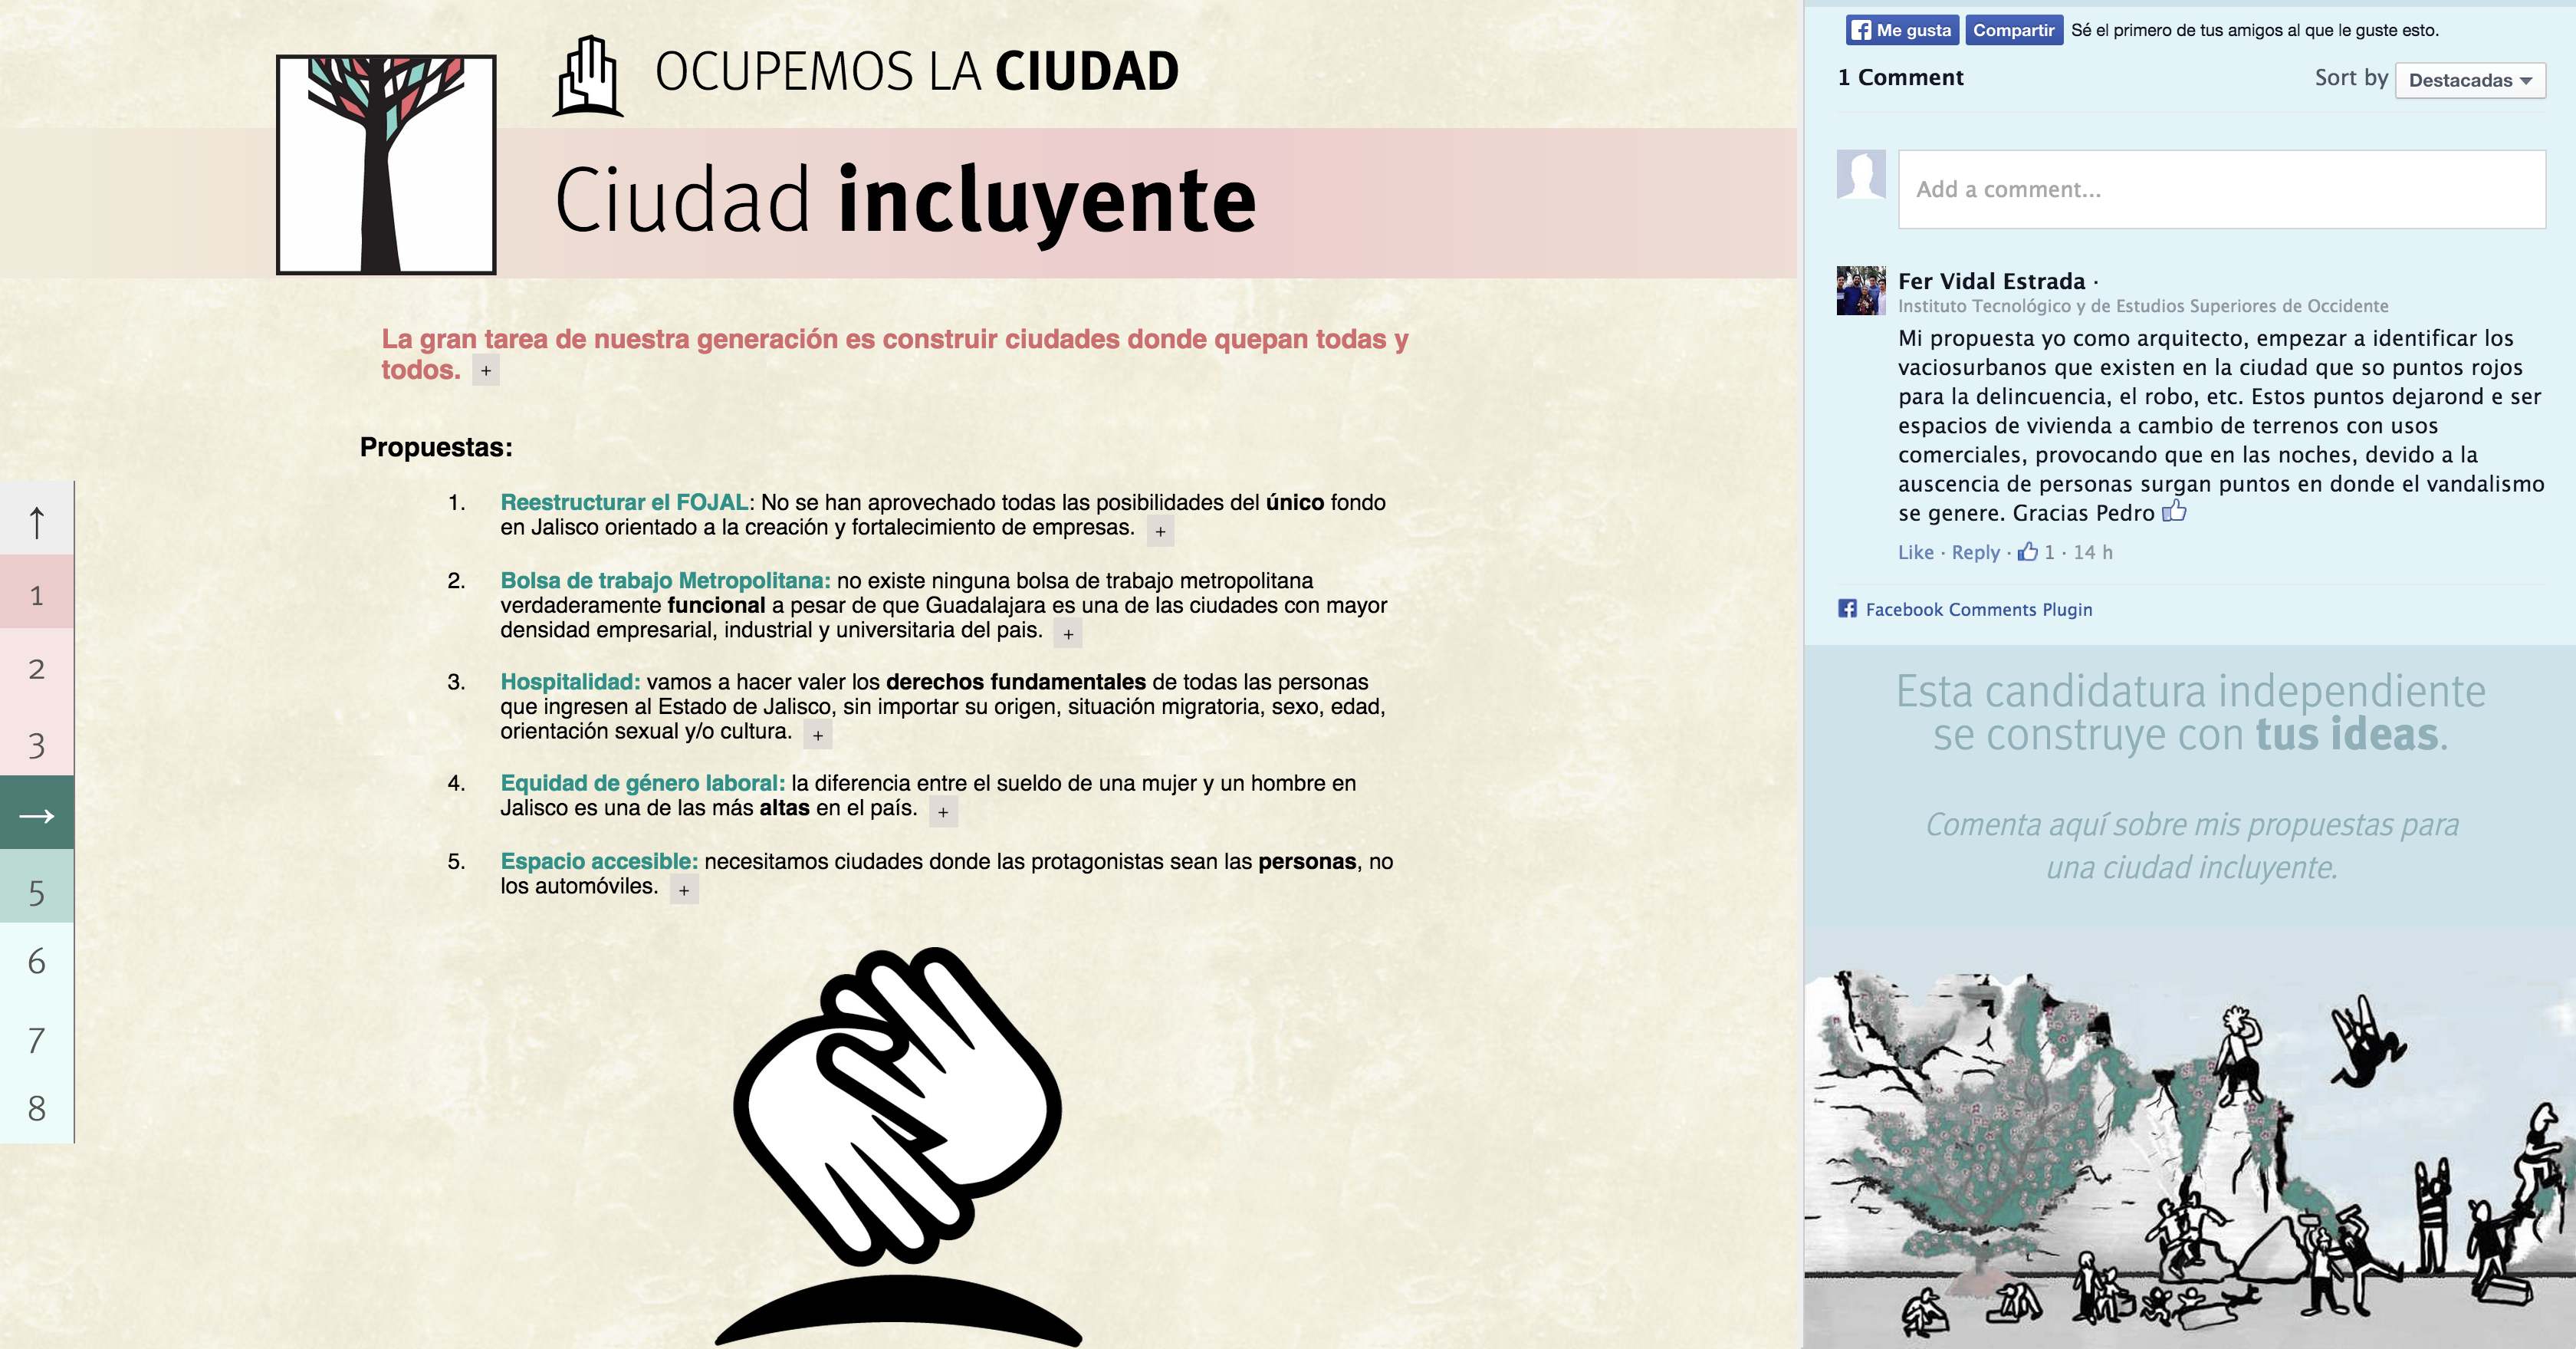 OCUPEMOS LA CIUDAD
Ciudad incluyente
La gran tarea de nuestra generación es construir ciudades donde quepan todas y
todos. +
Propuestas:
1. Reestructurar el FOJAL: No se han aprovechado todas las posibilidades del único fondo
en Jalisco orientado a la creación y fortalecimiento de empresas. +
2. Bolsa de trabajo Metropolitana: no existe ninguna bolsa de trabajo metropolitana
verdaderamente funcional a pesar de que Guadalajara es una de las ciudades con mayor
densidad empresarial, industrial y universitaria del pais. +
3. Hospitalidad: vamos a hacer valer los derechos fundamentales de todas las personas
que ingresen al Estado de Jalisco, sin importar su origen, situación migratoria, sexo, edad,
orientación sexual y/o cultura. +
4. Equidad de género laboral: la diferencia entre el sueldo de una mujer y un hombre en
Jalisco es una de las más altas en el país. +
5. Espacio accesible: necesitamos ciudades donde las protagonistas sean las personas, no
los automóviles. +
↑
1
2
3
→
5
6
7
8
Me gusta Compartir Sé el primero de tus amigos al que le guste esto.
1 Comment Sort by Destacadas
Add a comment...
Fer Vidal Estrada ·
Instituto Tecnológico y de Estudios Superiores de Occidente
Mi propuesta yo como arquitecto, empezar a identificar los
vaciosurbanos que existen en la ciudad que so puntos rojos
para la delincuencia, el robo, etc. Estos puntos dejarond e ser
espacios de vivienda a cambio de terrenos con usos
comerciales, provocando que en las noches, devido a la
auscencia de personas surgan puntos en donde el vandalismo
se genere. Gracias Pedro
Like · Reply · 1 · 14 h
Facebook Comments Plugin
Esta candidatura independiente
se construye con tus ideas.
Comenta aquí sobre mis propuestas para
una ciudad incluyente.